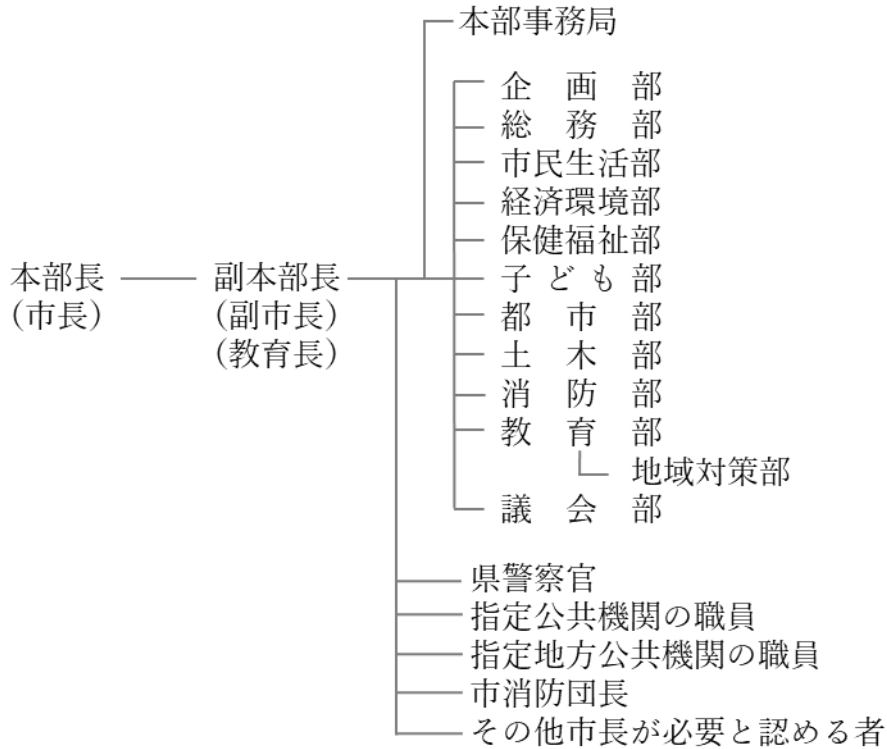 本部事務局
企画部
総務部
市民生活部
経済環境部
保健福祉部
本部長
(市長)
副本部長
(副市長)
(教育長)
子ども部
都市部
土木部
消防部
教育部
地域対策部
議会部
県警察官
指定公共機関の職員
指定地方公共機関の職員
市消防団長
その他市長が必要と認める者